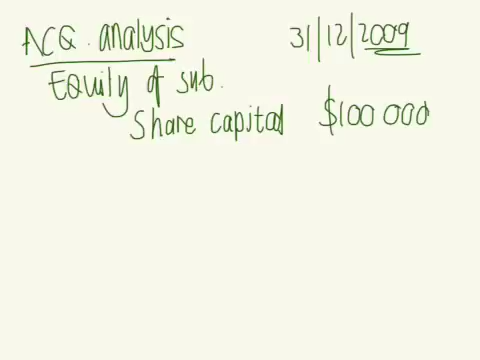 ACQ. analysis 31/12/2009
Equity of sub.
Share capital $100 000